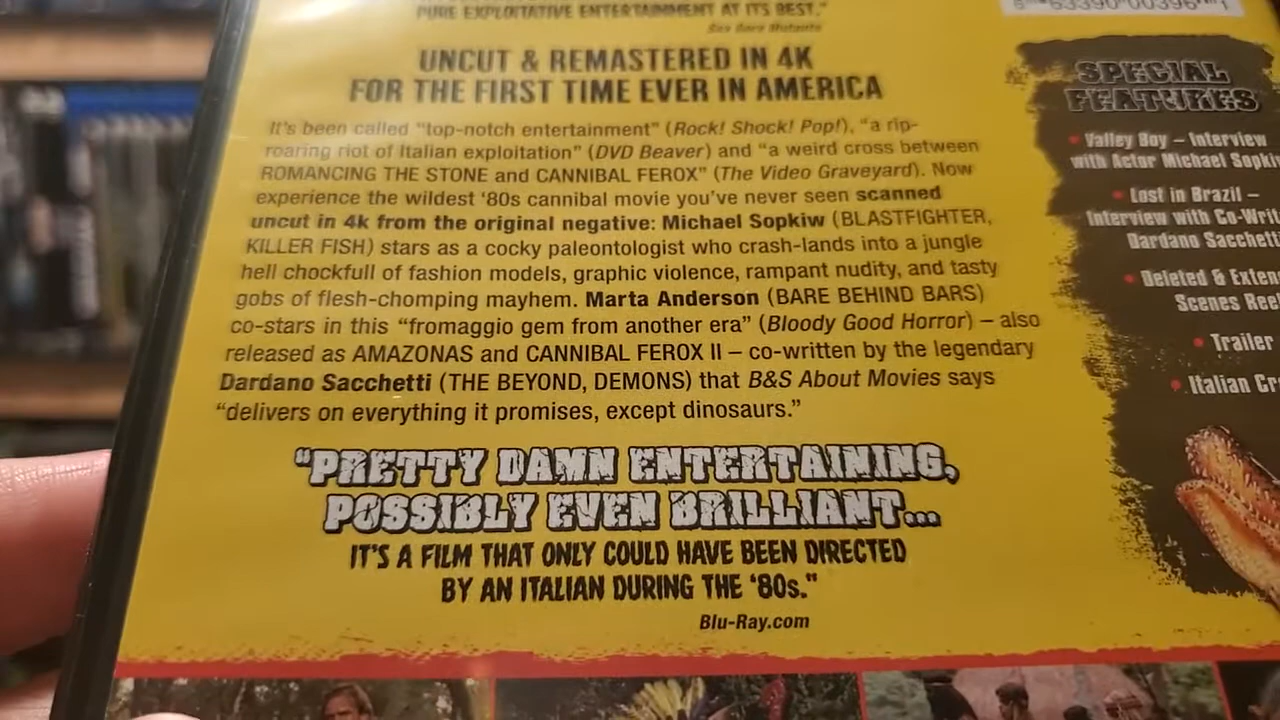 PURE EXPLOITATIVE ENTERTAINMENT AT ITS BEST."
Sex Gore Mutants
UNCUT & REMASTERED IN 4K
FOR THE FIRST TIME EVER IN AMERICA
It's been called "top-notch entertainment" (Rock! Shock! Pop!), "a rip-
roaring riot of Italian exploitation" (DVD Beaver) and "a weird cross between
ROMANCING THE STONE and CANNIBAL FEROX" (The Video Graveyard). Now
experience the wildest '80s cannibal movie you've never seen scanned
uncut in 4k from the original negative: Michael Sopkiw (BLASTFIGHTER,
KILLER FISH) stars as a cocky paleontologist who crash-lands into a jungle
hell chockfull of fashion models, graphic violence, rampant nudity, and tasty
gobs of flesh-chomping mayhem. Marta Anderson (BARE BEHIND BARS)
co-stars in this "fromaggio gem from another era" (Bloody Good Horror) – also
released as AMAZONAS and CANNIBAL FEROX II – co-written by the legendary
Dardano Sacchetti (THE BEYOND, DEMONS) that B&S About Movies says
"delivers on everything it promises, except dinosaurs."
"PRETTY DAMN ENTERTAINING,
POSSIBLY EVEN BRILLIANT...
IT'S A FILM THAT ONLY COULD HAVE BEEN DIRECTED
BY AN ITALIAN DURING THE '80s."
Blu-Ray.com
SPECIAL
FEATURES
• Valley Boy – Interview
with Actor Michael Sopki
• Lost in Brazil –
Interview with Co-Writ
Dardano Sacchett
• Deleted & Exten
Scenes Ree
• Trailer
• Italian Cr